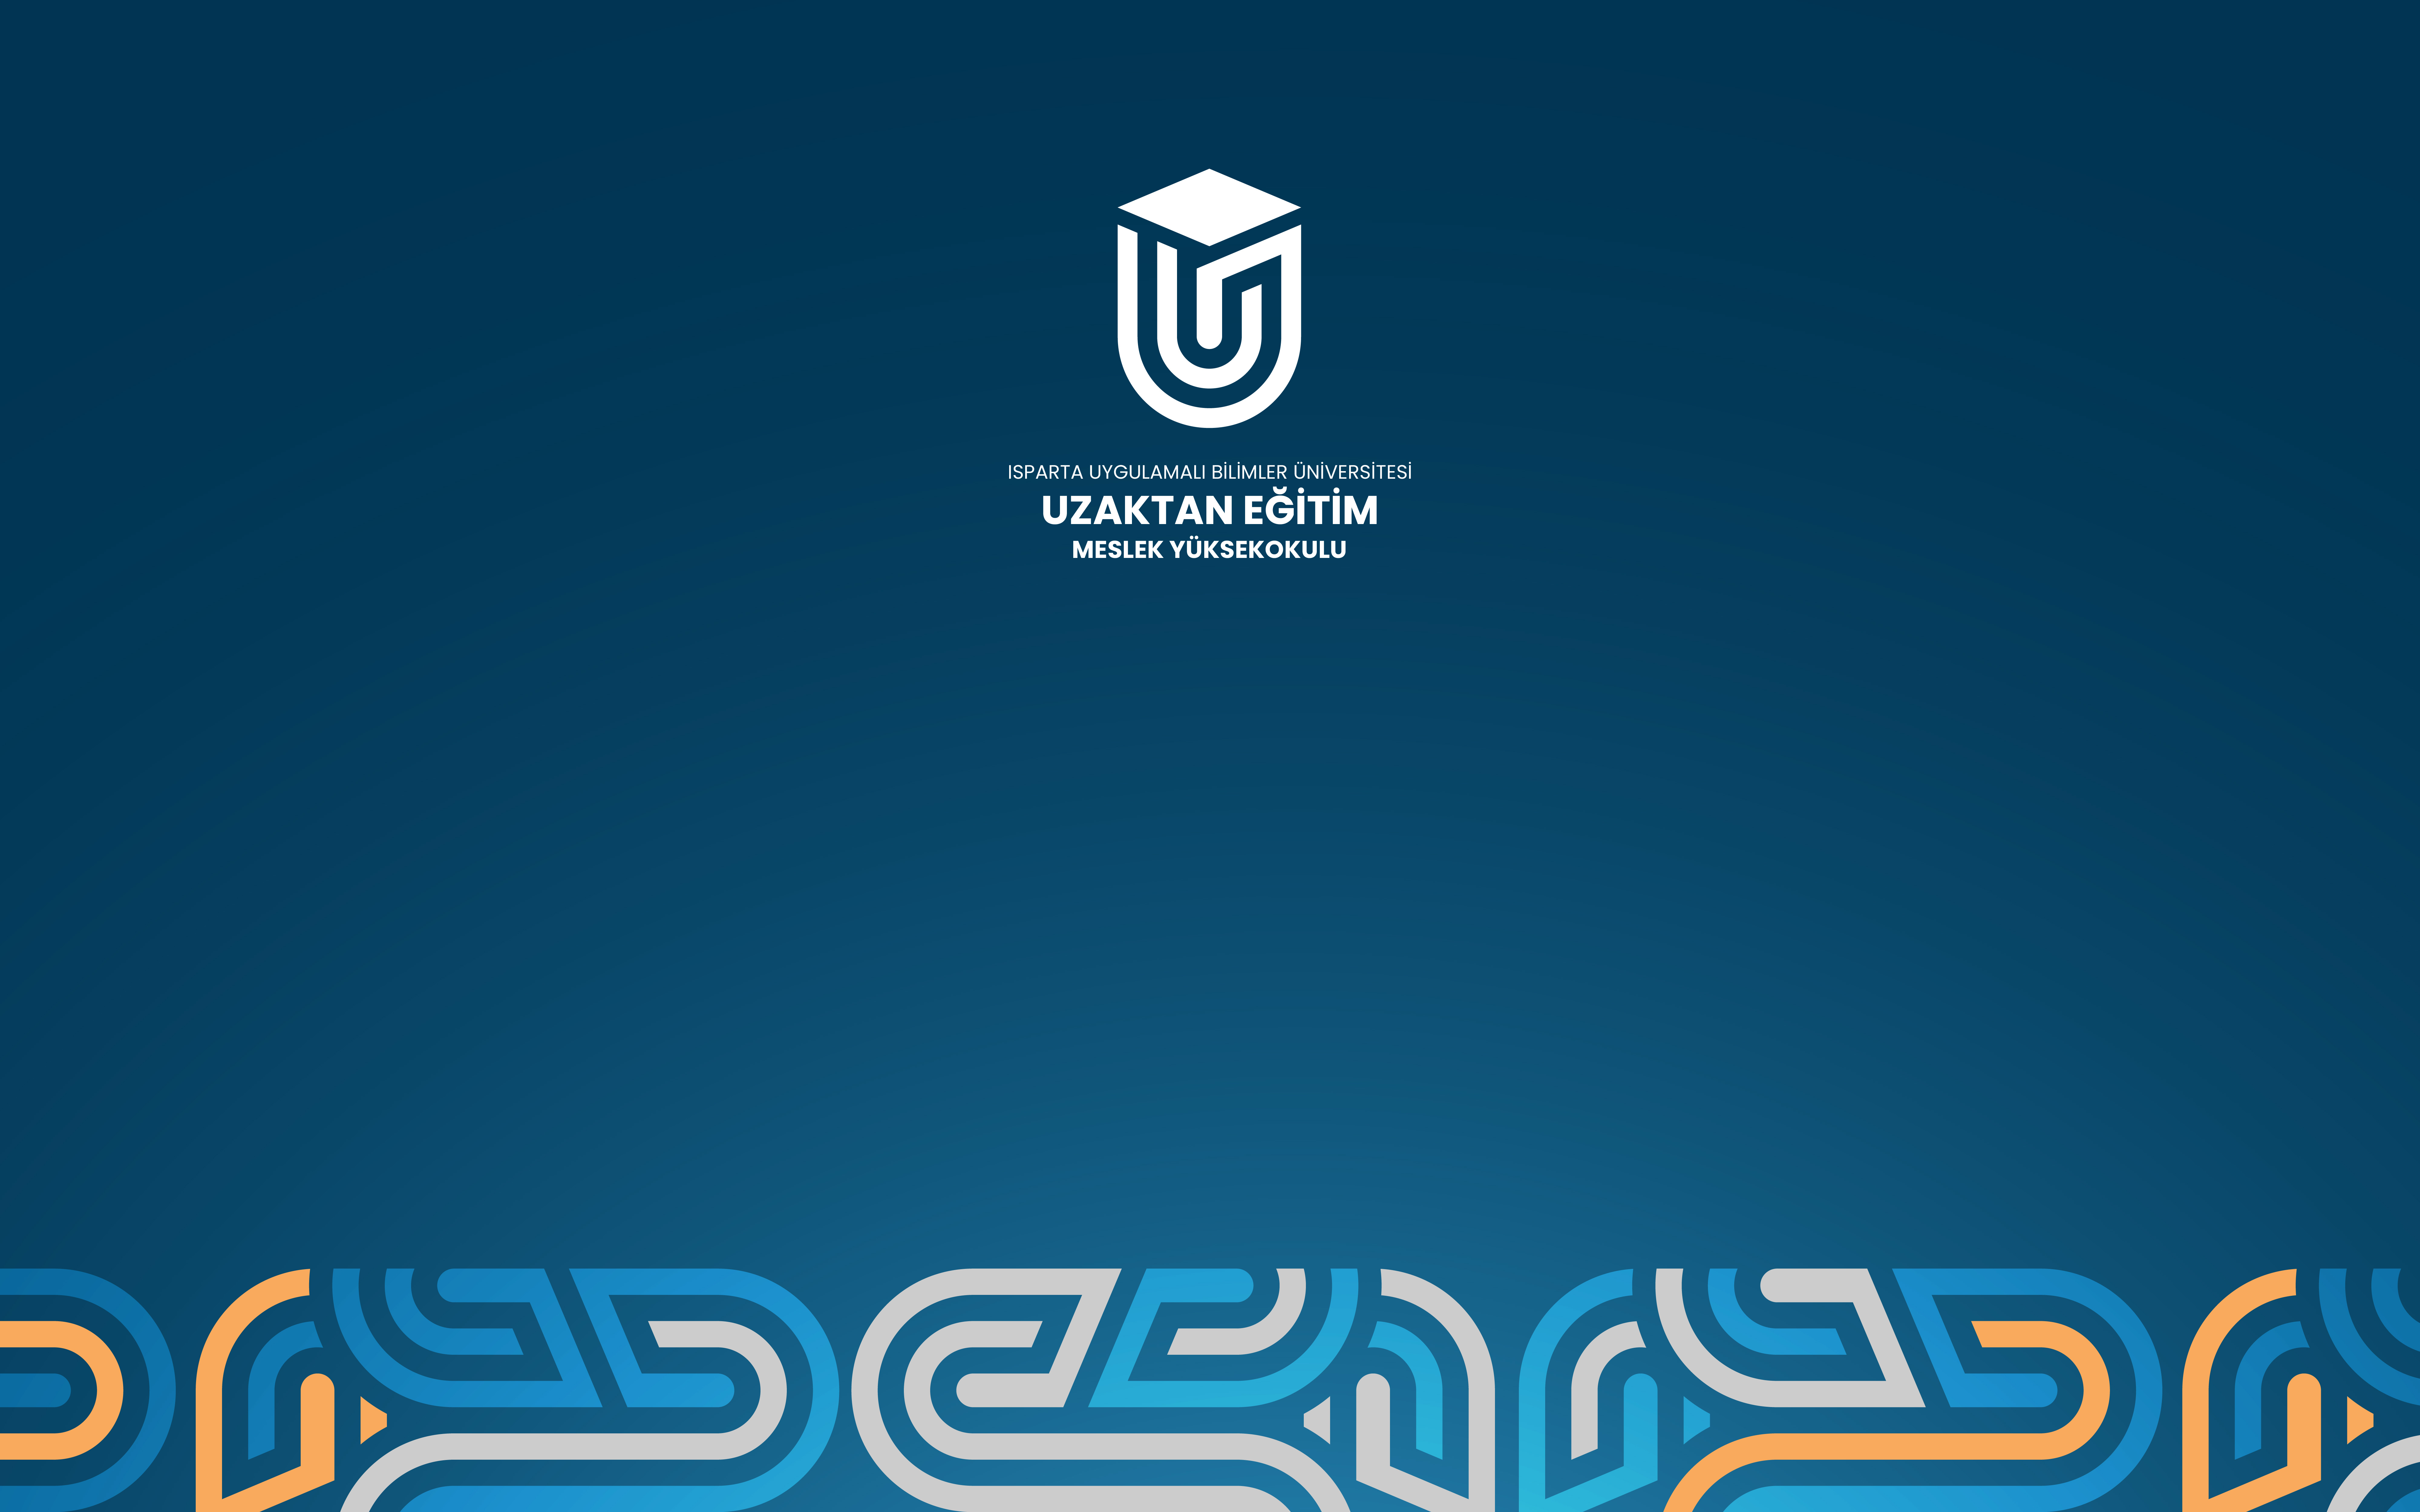 ISPARTA UYGULAMALI BİLİMLER ÜNİVERSİTESİ
UZAKTAN EĞİTİM
MESLEK YÜKSEKOKULU